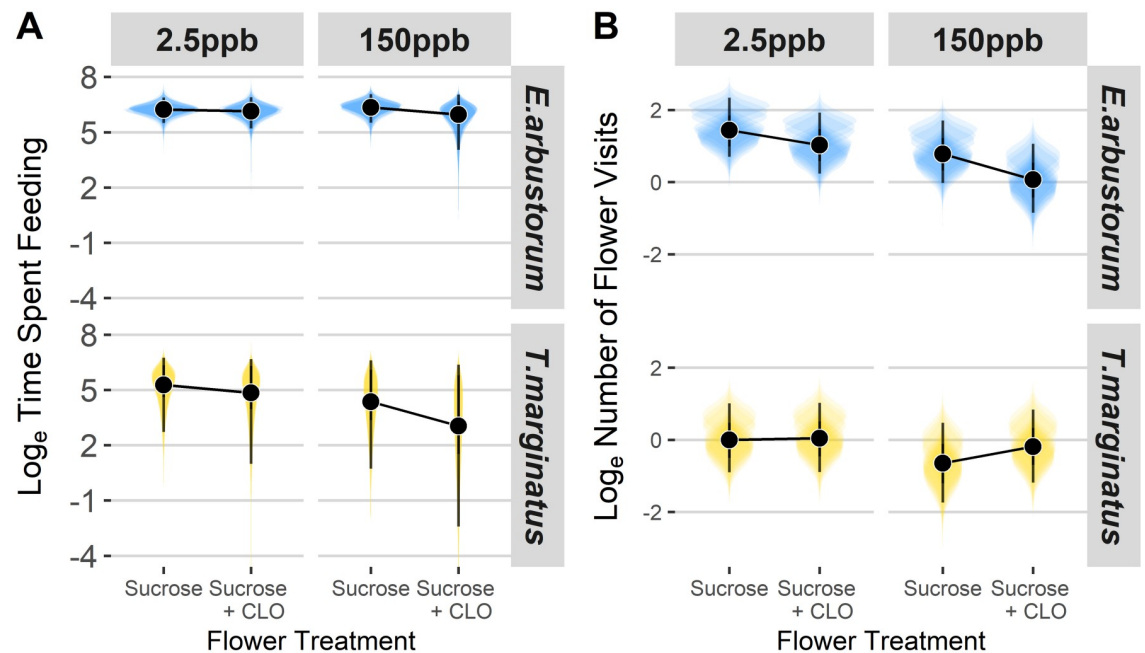 A
2.5ppb
150ppb
Log e Time Spent Feeding
8
5
2
-1
-4
E.arbustorum
8
5
2
-1
-4
T.marginatus
Sucrose
Sucrose
+ CLO
Sucrose
Sucrose
+ CLO
Flower Treatment
B
2.5ppb
150ppb
Log e Number of Flower Visits
2
0
-2
E.arbustorum
2
0
-2
T.marginatus
Sucrose
Sucrose
+ CLO
Sucrose
Sucrose
+ CLO
Flower Treatment